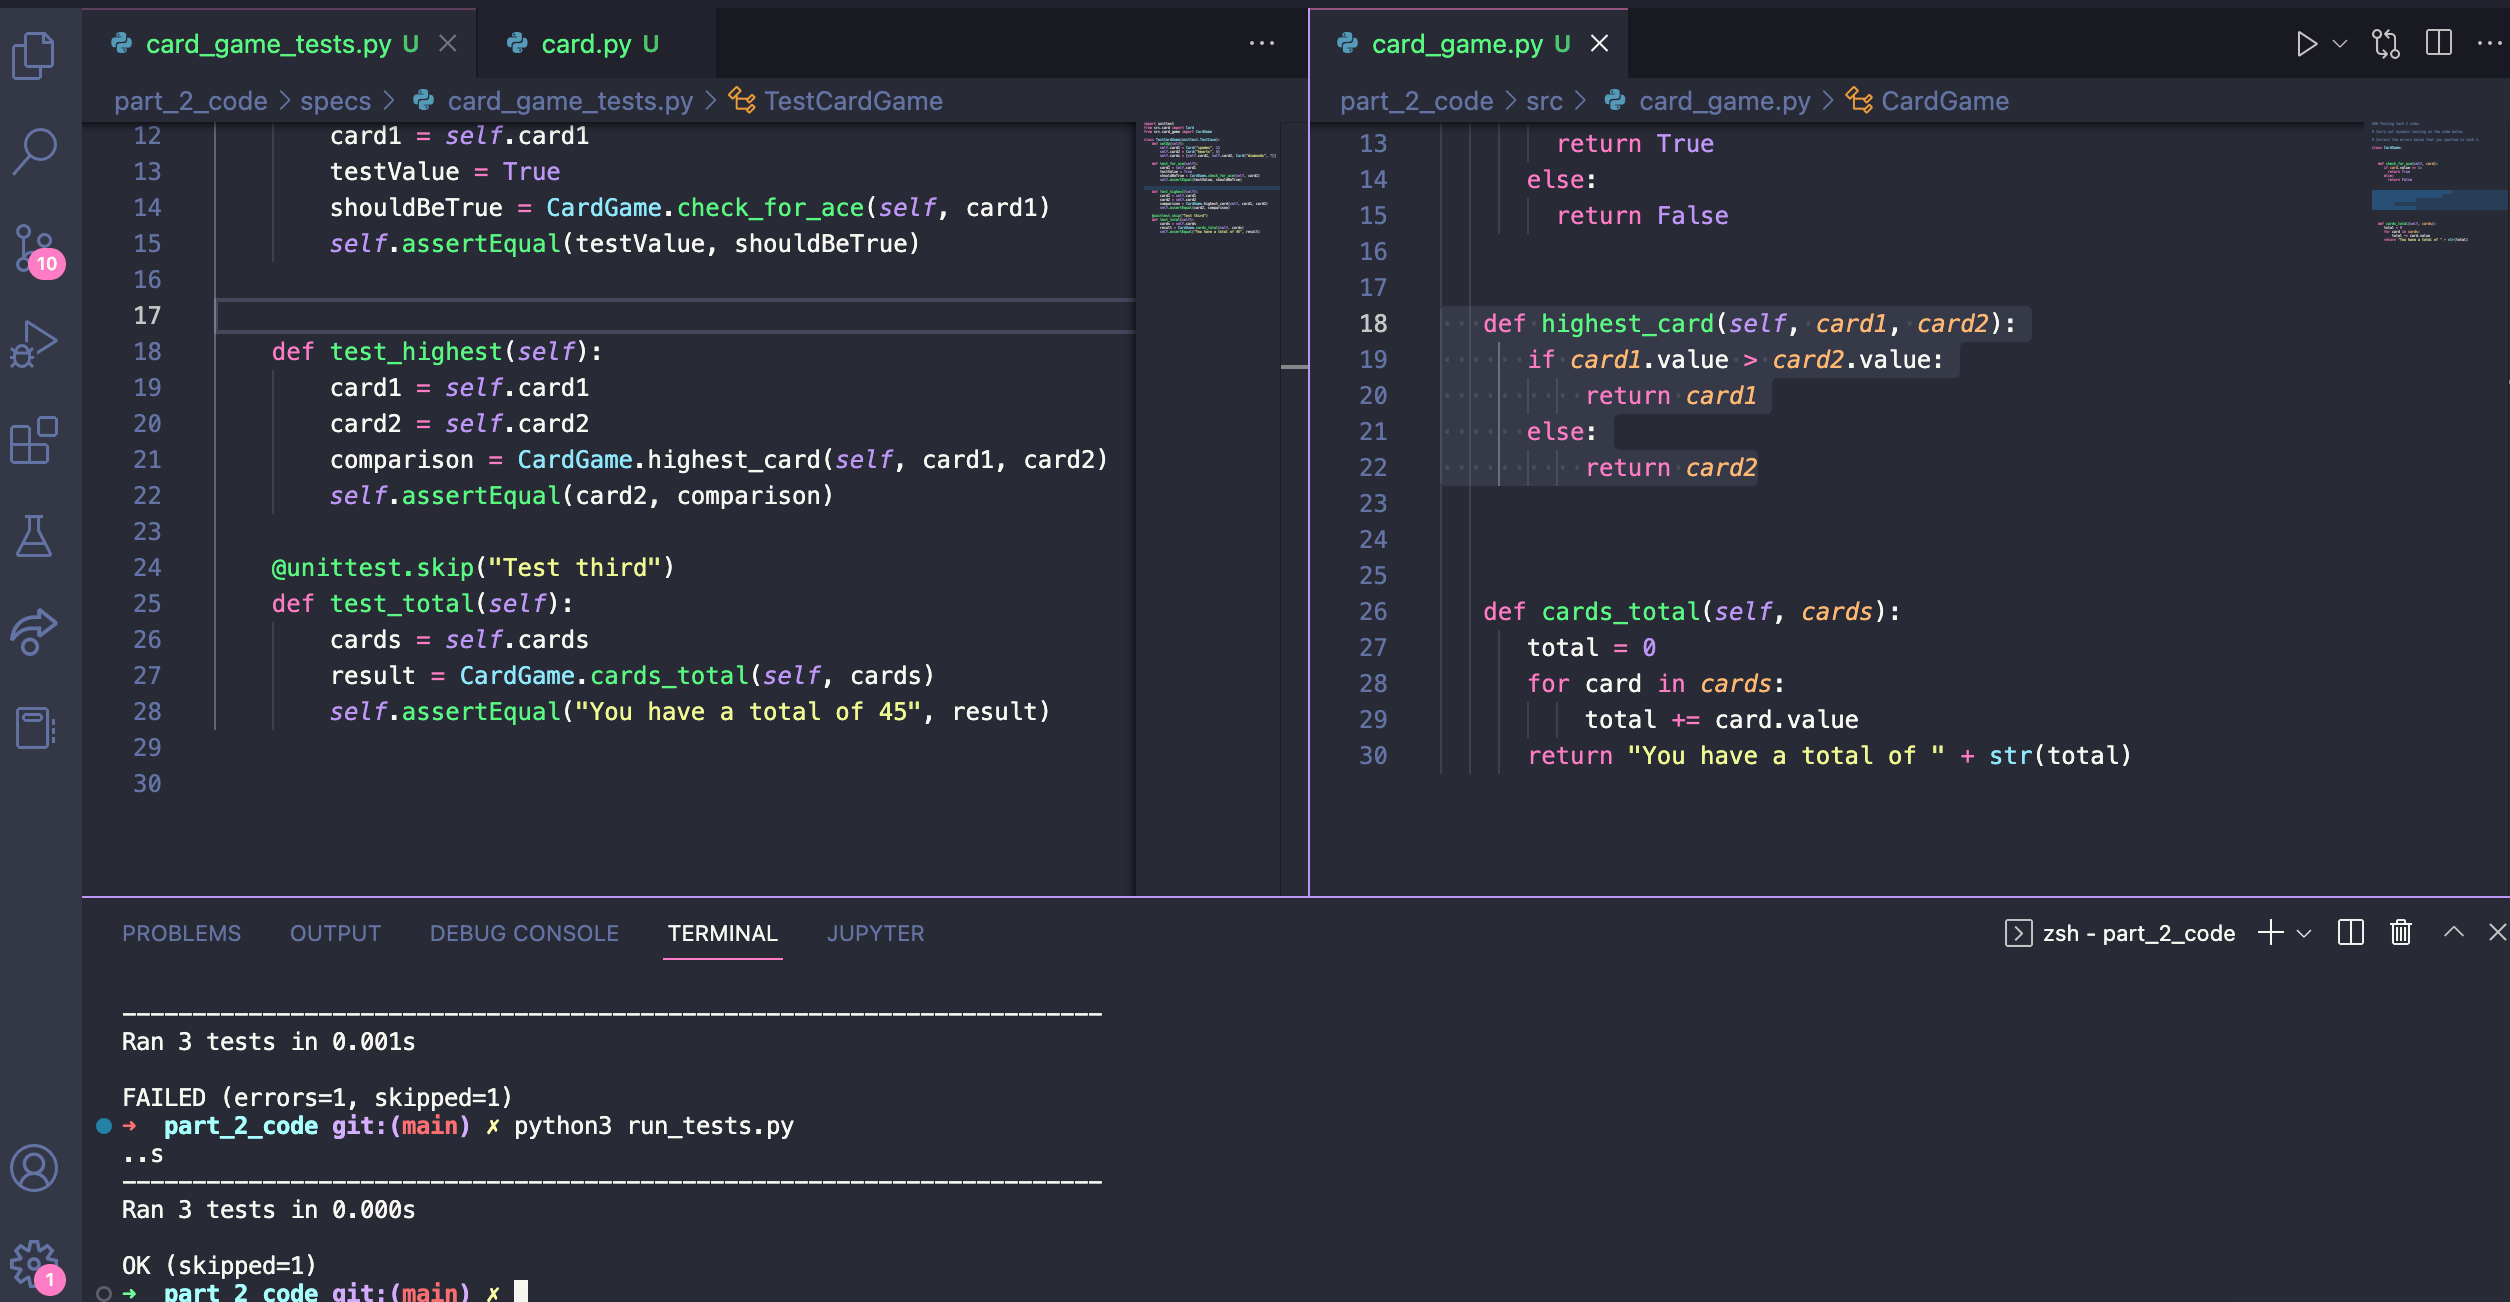 card_game_tests.py U
card.py U
card_game.py U
part_2_code > specs > card_game_tests.py > TestCardGame
part_2_code > src > card_game.py > CardGame
12 card1 = self.card1
13 testValue = True
14 shouldBeTrue = CardGame.check_for_ace(self, card1)
15 self.assertEqual(testValue, shouldBeTrue)
16
17
18 def test_highest(self):
19 card1 = self.card1
20 card2 = self.card2
21 comparison = CardGame.highest_card(self, card1, card2)
22 self.assertEqual(card2, comparison)
23
24 @unittest.skip("Test third")
25 def test_total(self):
26 cards = self.cards
27 result = CardGame.cards_total(self, cards)
28 self.assertEqual("You have a total of 45", result)
29
30
13 return True
14 else:
15 return False
16
17
18 def highest_card(self, card1, card2):
19 if card1.value > card2.value:
20 return card1
21 else:
22 return card2
23
24
25
26 def cards_total(self, cards):
27 total = 0
28 for card in cards:
29 total += card.value
30 return "You have a total of " + str(total)
10
1
PROBLEMS OUTPUT DEBUG CONSOLE TERMINAL JUPYTER
zsh - part_2_code
----------------------------------------------------------------------
Ran 3 tests in 0.001s
FAILED (errors=1, skipped=1)
➜ part_2_code git:(main) ✗ python3 run_tests.py
..s
----------------------------------------------------------------------
Ran 3 tests in 0.000s
OK (skipped=1)
➜ part_2_code git:(main) ✗